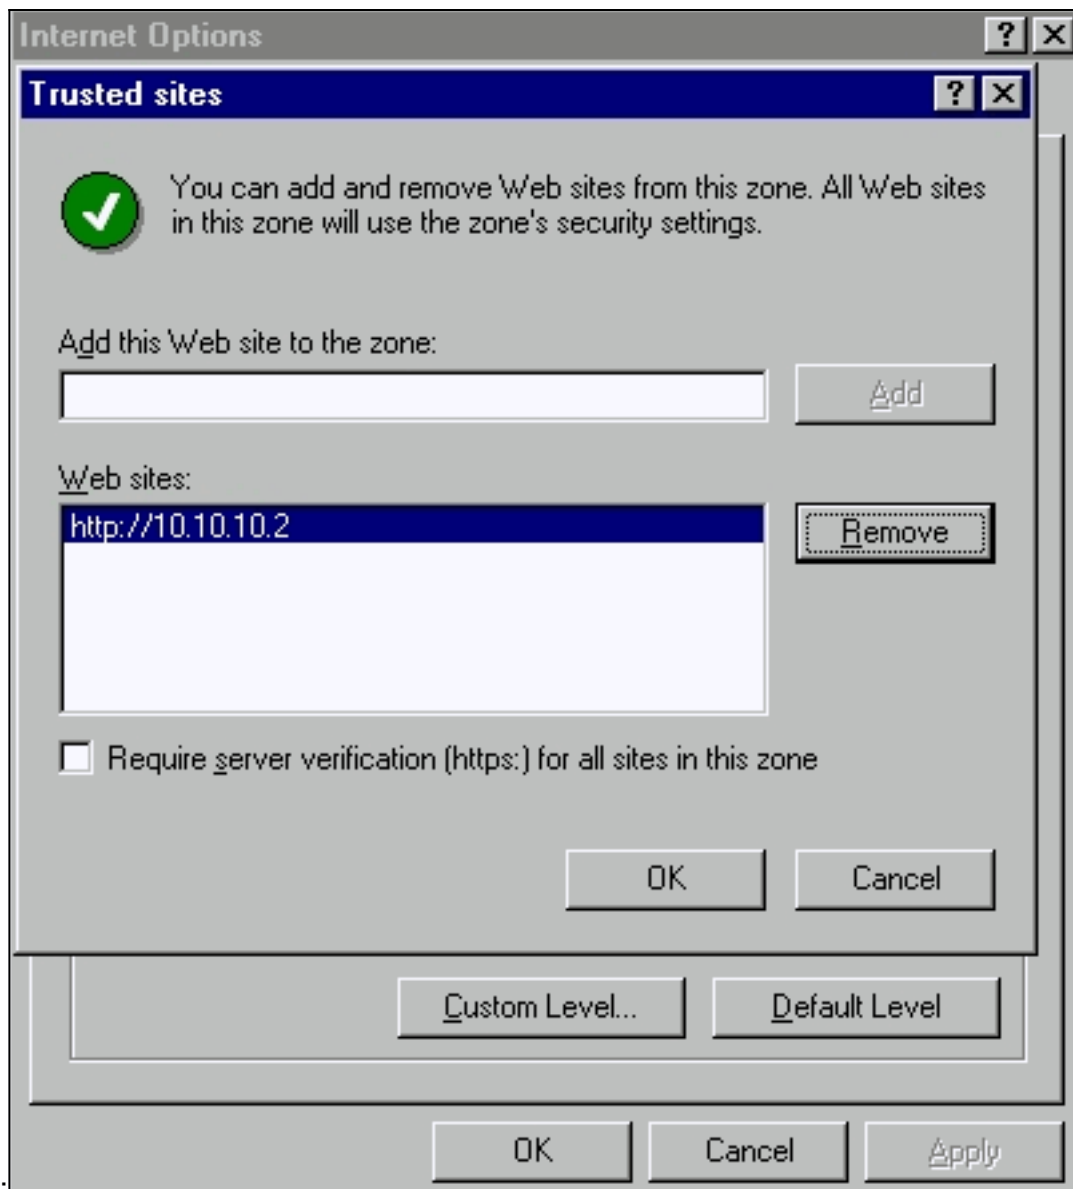 Internet Options
Trusted sites
You can add and remove Web sites from this zone. All Web sites
in this zone will use the zone's security settings.
Add this Web site to the zone:
Add
Web sites:
http://10.10.10.2
Remove
Require server verification (https:) for all sites in this zone
OK
Cancel
Custom Level...
Default Level
OK
Cancel
Apply